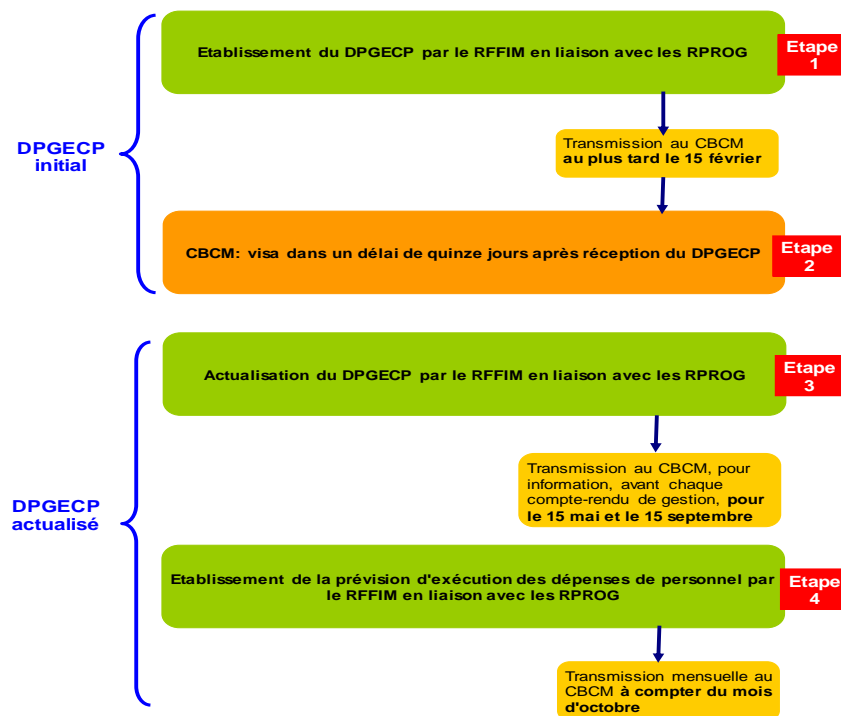 Etablissement du DPGECP par le RFFIM en liaison avec les RPROG
Etape
1
DPGECP
initial
Transmission au CBCM
au plus tard le 15 février
CBCM: visa dans un délai de quinze jours après réception du DPGECP
Etape
2
Actualisation du DPGECP par le RFFIM en liaison avec les RPROG
Etape
3
DPGECP
actualisé
Transmission au CBCM, pour
information, avant chaque
compte-rendu de gestion, pour
le 15 mai et le 15 septembre
Etablissement de la prévision d'exécution des dépenses de personnel par
le RFFIM en liaison avec les RPROG
Etape
4
Transmission mensuelle au
CBCM à compter du mois
d'octobre